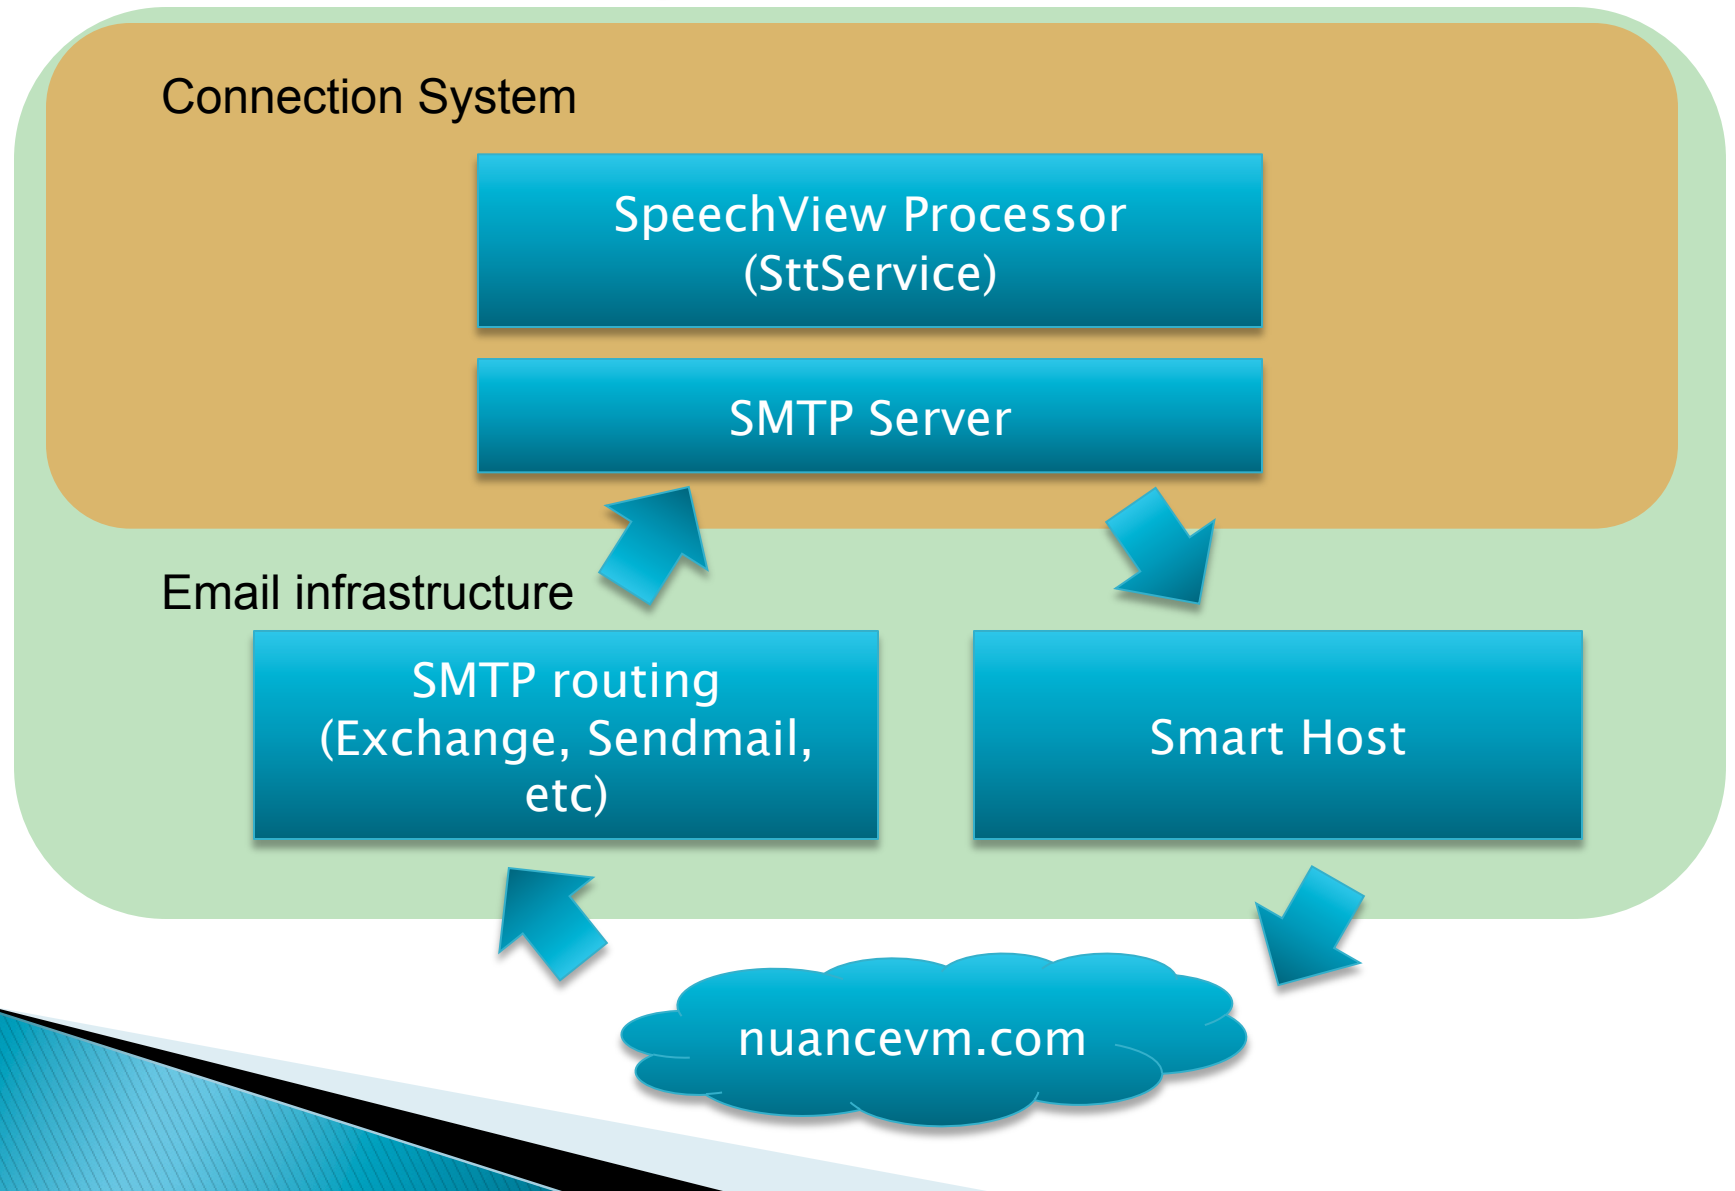 Connection System
SpeechView Processor
(SttService)
SMTP Server
Email infrastructure
SMTP routing
(Exchange, Sendmail,
etc)
Smart Host
nuancevm.com